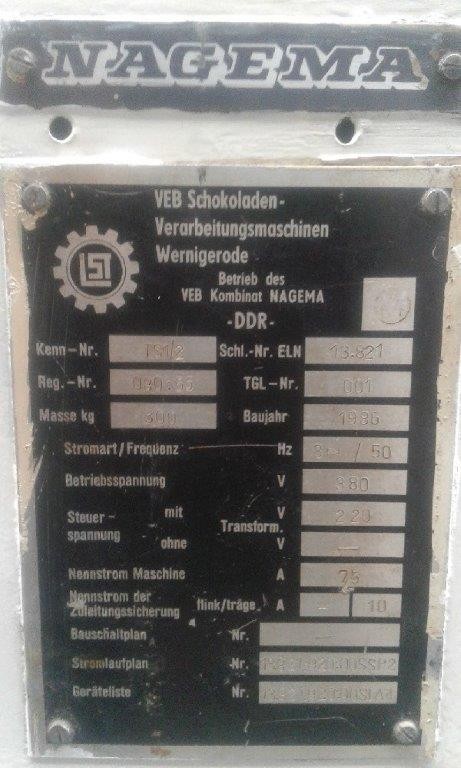 NAGEMA
VEB Schokoladen-
Verarbeitungsmaschinen
Wernigerode
Betrieb des
VEB Kombinat NAGEMA
-DDR-
Kenn-Nr. Schl.-Nr. ELN 13.821
Reg.-Nr. TGL-Nr. 001
Masse kg Baujahr
Stromart/Frequenz Hz / 50
Betriebsspannung V 380
Steuer- mit V 220
spannung Transform.
ohne V —
Nennstrom Maschine A
Nennstrom der
Zuleitungssicherung flink/träge A - 10
Bauschaltplan Nr. —
Stromlaufplan Nr.
Geräteliste Nr.